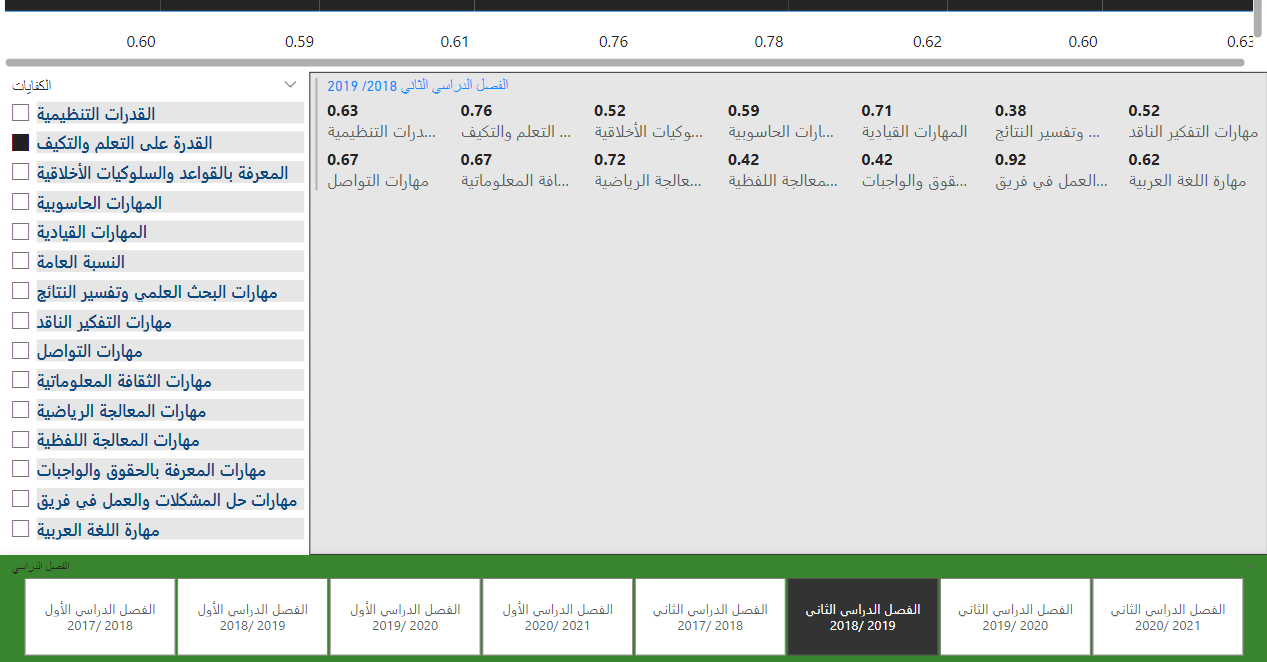 0.60 0.59 0.61 0.76 0.78 0.62 0.60 0.63
الكفايات
القدرات التنظيمية
القدرة على التعلم والتكيف
المعرفة بالقواعد والسلوكيات الأخلاقية
المهارات الحاسوبية
المهارات القيادية
النسبة العامة
مهارات البحث العلمي وتفسير النتائج
مهارات التفكير الناقد
مهارات التواصل
مهارات الثقافة المعلوماتية
مهارات المعالجة الرياضية
مهارات المعالجة اللفظية
مهارات المعرفة بالحقوق والواجبات
مهارات حل المشكلات والعمل في فريق
مهارة اللغة العربية
الفصل الدراسي الثاني 2018/ 2019
0.63 0.76 0.52 0.59 0.71 0.38 0.52
...درات التنظيمية ... التعلم والتكيف ...وكيات الأخلاقية ...ارات الحاسوبية المهارات القيادية ... وتفسير النتائج مهارات التفكير الناقد
0.67 0.67 0.72 0.42 0.42 0.92 0.62
مهارات التواصل ...افة المعلوماتية ...عالجة الرياضية ...معالجة اللفظية ...قوق والواجبات ...العمل في فريق مهارة اللغة العربية
الفصل الدراسي
الفصل الدراسي الأول
2017/ 2018
الفصل الدراسي الأول
2018/ 2019
الفصل الدراسي الأول
2019/ 2020
الفصل الدراسي الأول
2020/ 2021
الفصل الدراسي الثاني
2017/ 2018
الفصل الدراسي الثاني
2018/ 2019
الفصل الدراسي الثاني
2019/ 2020
الفصل الدراسي الثاني
2020/ 2021